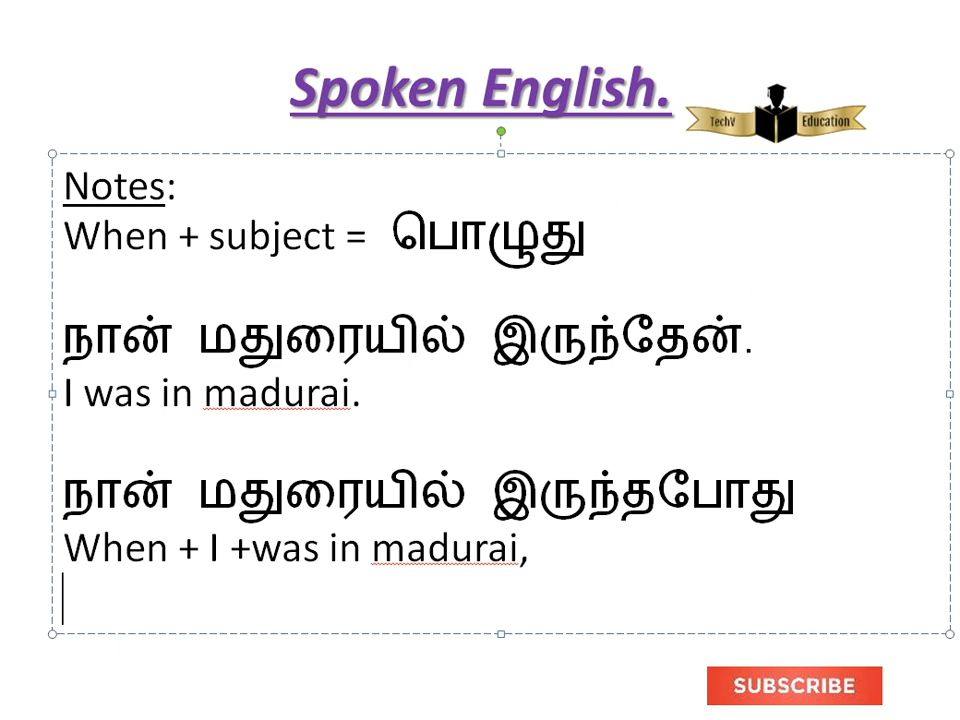 Spoken English.
TechV Education
Notes:
When + subject = பொழுது
நான் மதுரையில் இருந்தேன்.
I was in madurai.
நான் மதுரையில் இருந்தபோது
When + I +was in madurai,
SUBSCRIBE